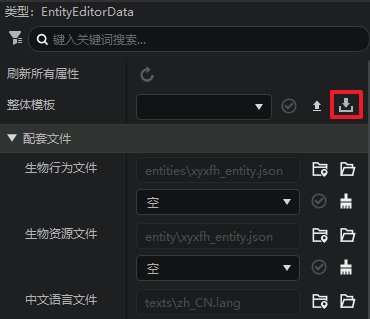 类型: EntityEditorData
键入关键词搜索...
刷新所有属性
整体模板
配套文件
生物行为文件 entities\xyxfh_entity.json
空
生物资源文件 entity\xyxfh_entity.json
空
中文语言文件 texts\zh_CN.lang